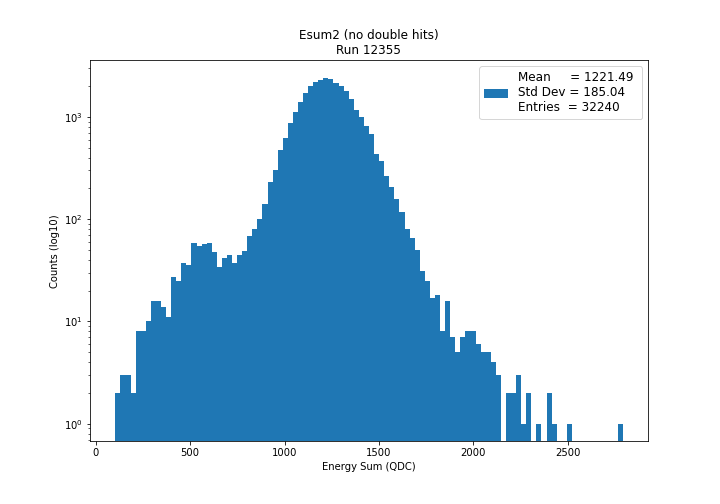 Esum2 (no double hits)
Run 12355
Mean = 1221.49
Std Dev = 185.04
Entries = 32240
Counts (log10)
10³
10²
10¹
10⁰
0 500 1000 1500 2000 2500
Energy Sum (QDC)